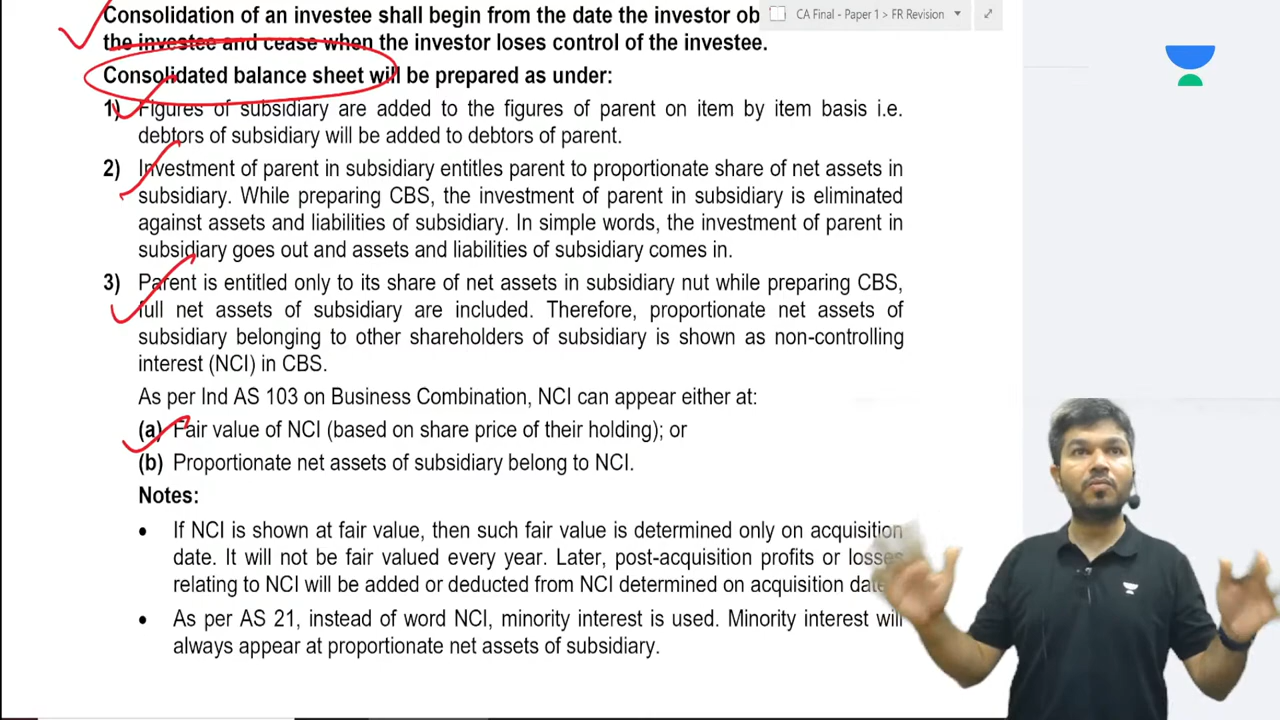 Consolidation of an investee shall begin from the date the investor ob
CA Final - Paper 1 > FR Revision
the investee and cease when the investor loses control of the investee.
Consolidated balance sheet will be prepared as under:
1) Figures of subsidiary are added to the figures of parent on item by item basis i.e.
debtors of subsidiary will be added to debtors of parent.
2) Investment of parent in subsidiary entitles parent to proportionate share of net assets in
subsidiary. While preparing CBS, the investment of parent in subsidiary is eliminated
against assets and liabilities of subsidiary. In simple words, the investment of parent in
subsidiary goes out and assets and liabilities of subsidiary comes in.
3) Parent is entitled only to its share of net assets in subsidiary nut while preparing CBS,
full net assets of subsidiary are included. Therefore, proportionate net assets of
subsidiary belonging to other shareholders of subsidiary is shown as non-controlling
interest (NCI) in CBS.
As per Ind AS 103 on Business Combination, NCI can appear either at:
(a) Fair value of NCI (based on share price of their holding); or
(b) Proportionate net assets of subsidiary belong to NCI.
Notes:
• If NCI is shown at fair value, then such fair value is determined only on acquisition
date. It will not be fair valued every year. Later, post-acquisition profits or losses
relating to NCI will be added or deducted from NCI determined on acquisition date
• As per AS 21, instead of word NCI, minority interest is used. Minority interest will
always appear at proportionate net assets of subsidiary.